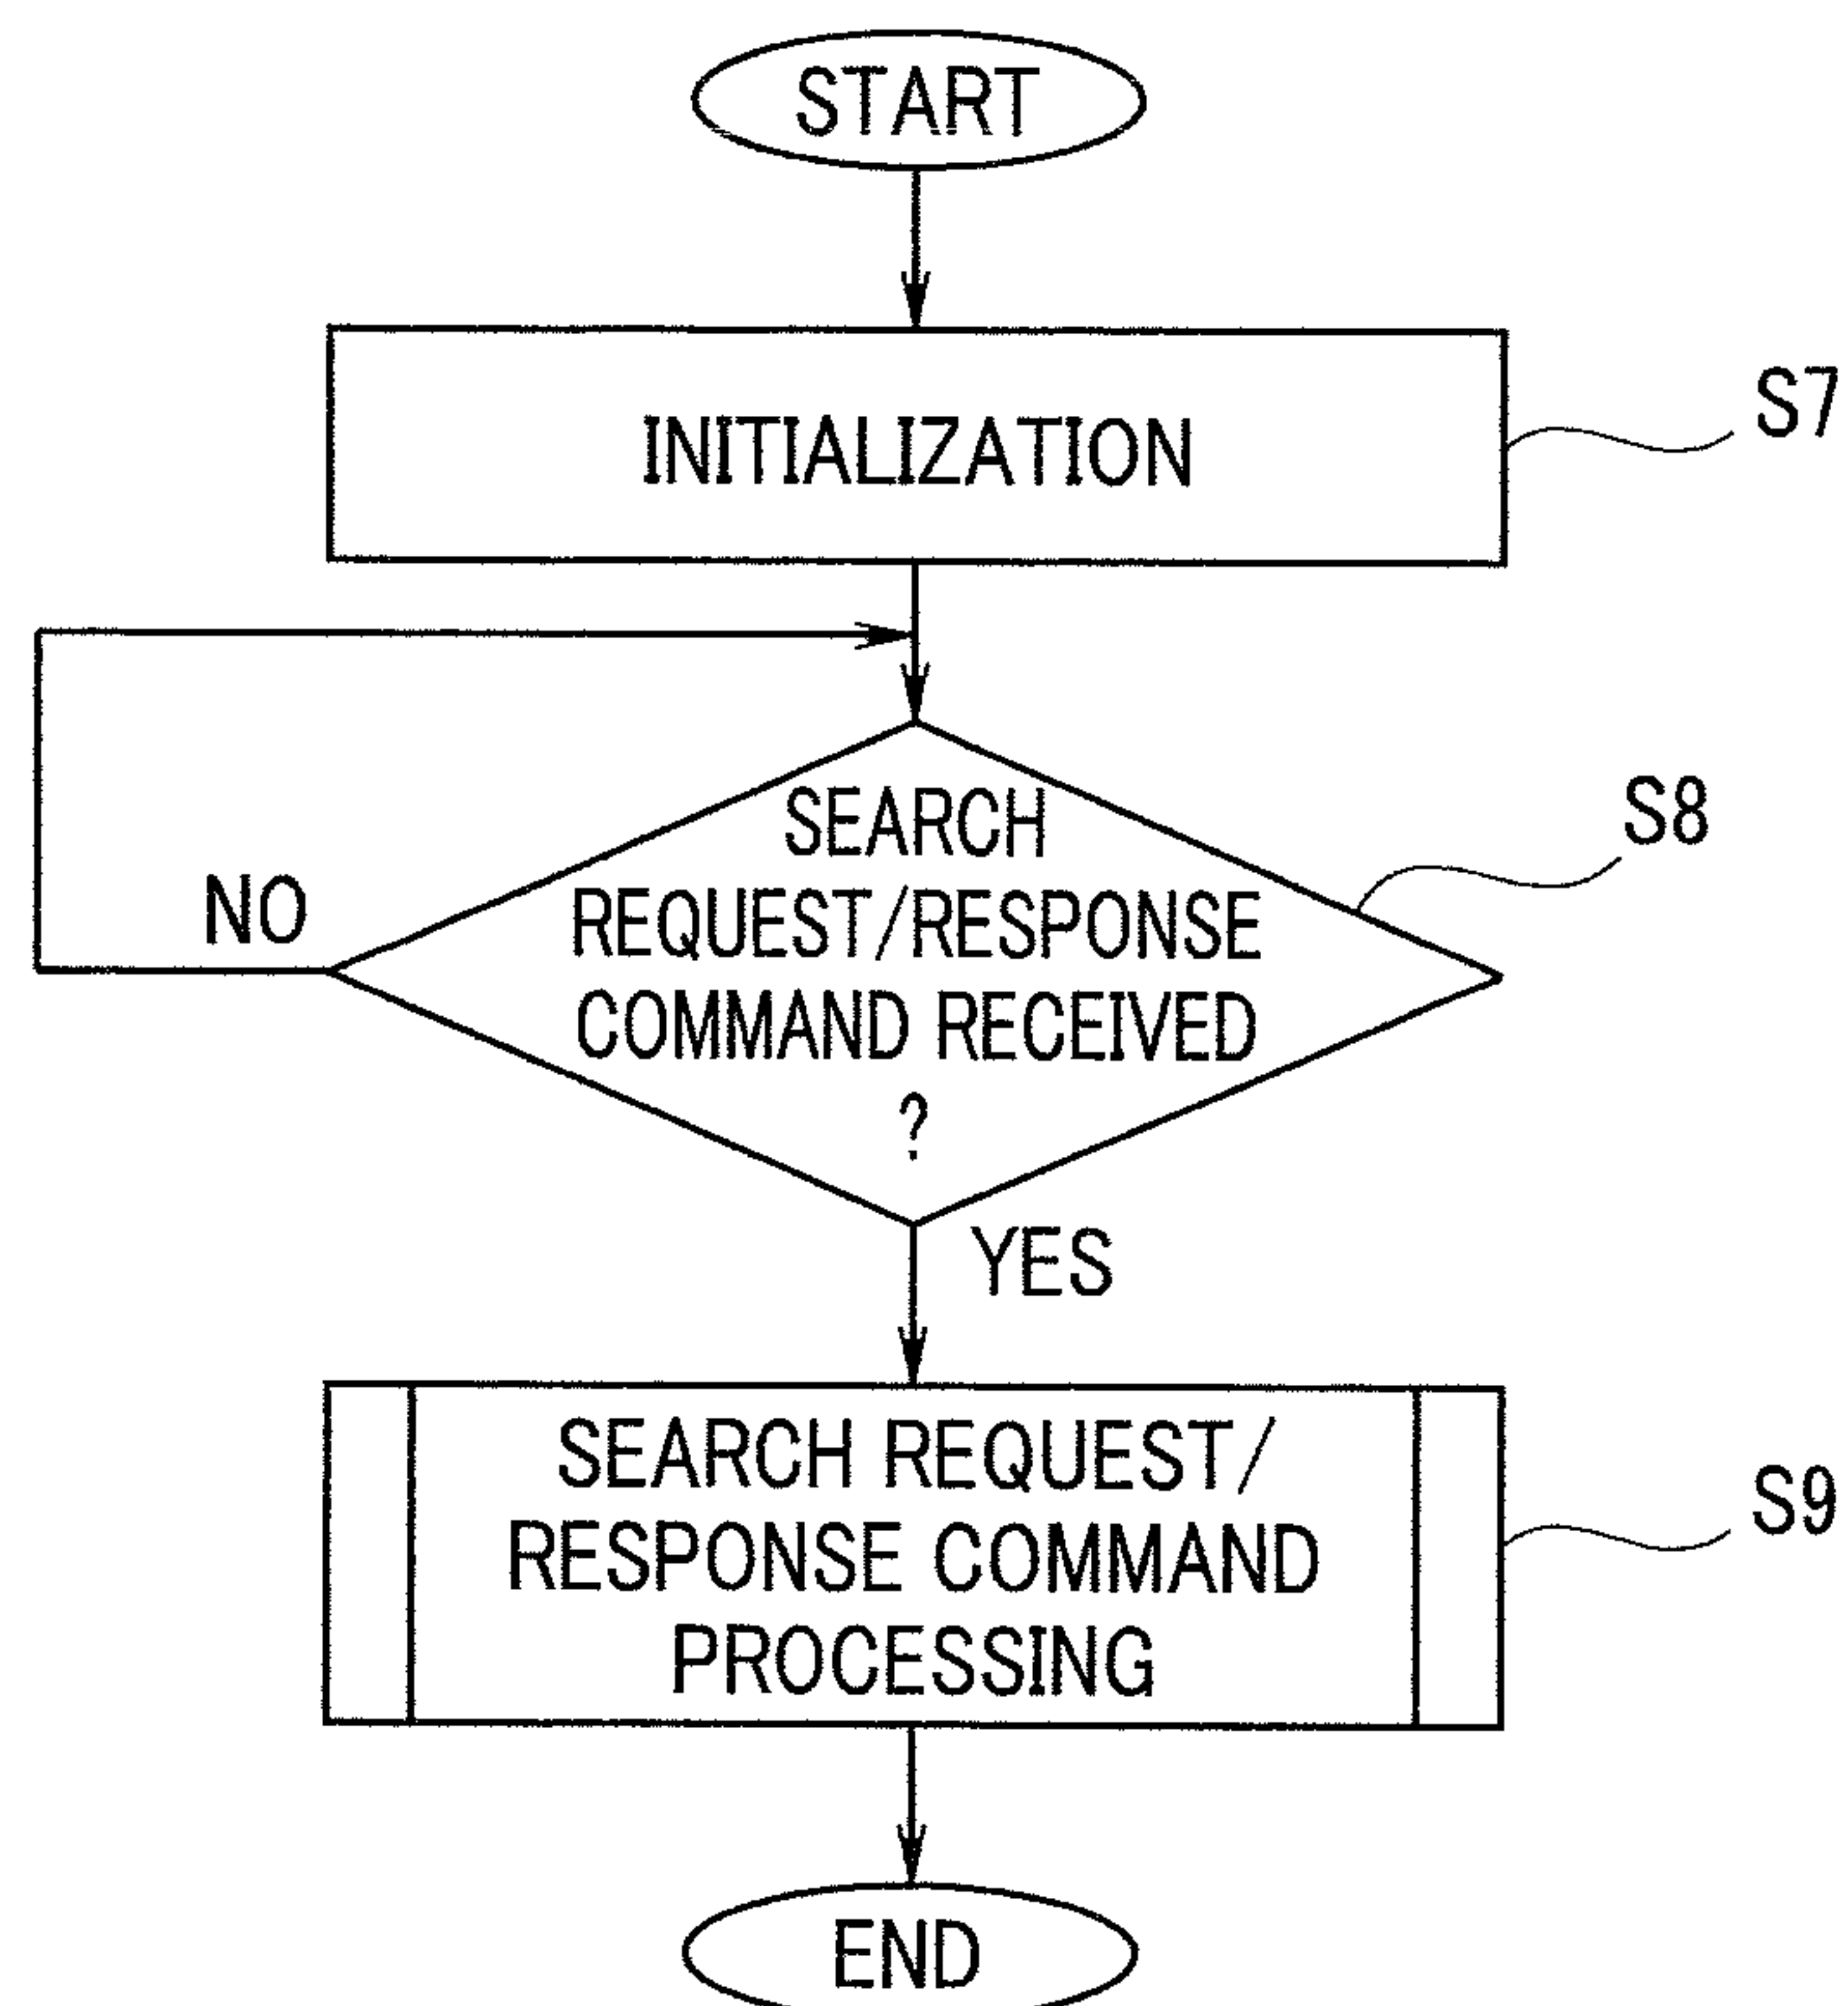 START
INITIALIZATION
S7
SEARCH
REQUEST/RESPONSE
COMMAND RECEIVED
?
S8
NO
YES
SEARCH REQUEST/
RESPONSE COMMAND
PROCESSING
S9
END